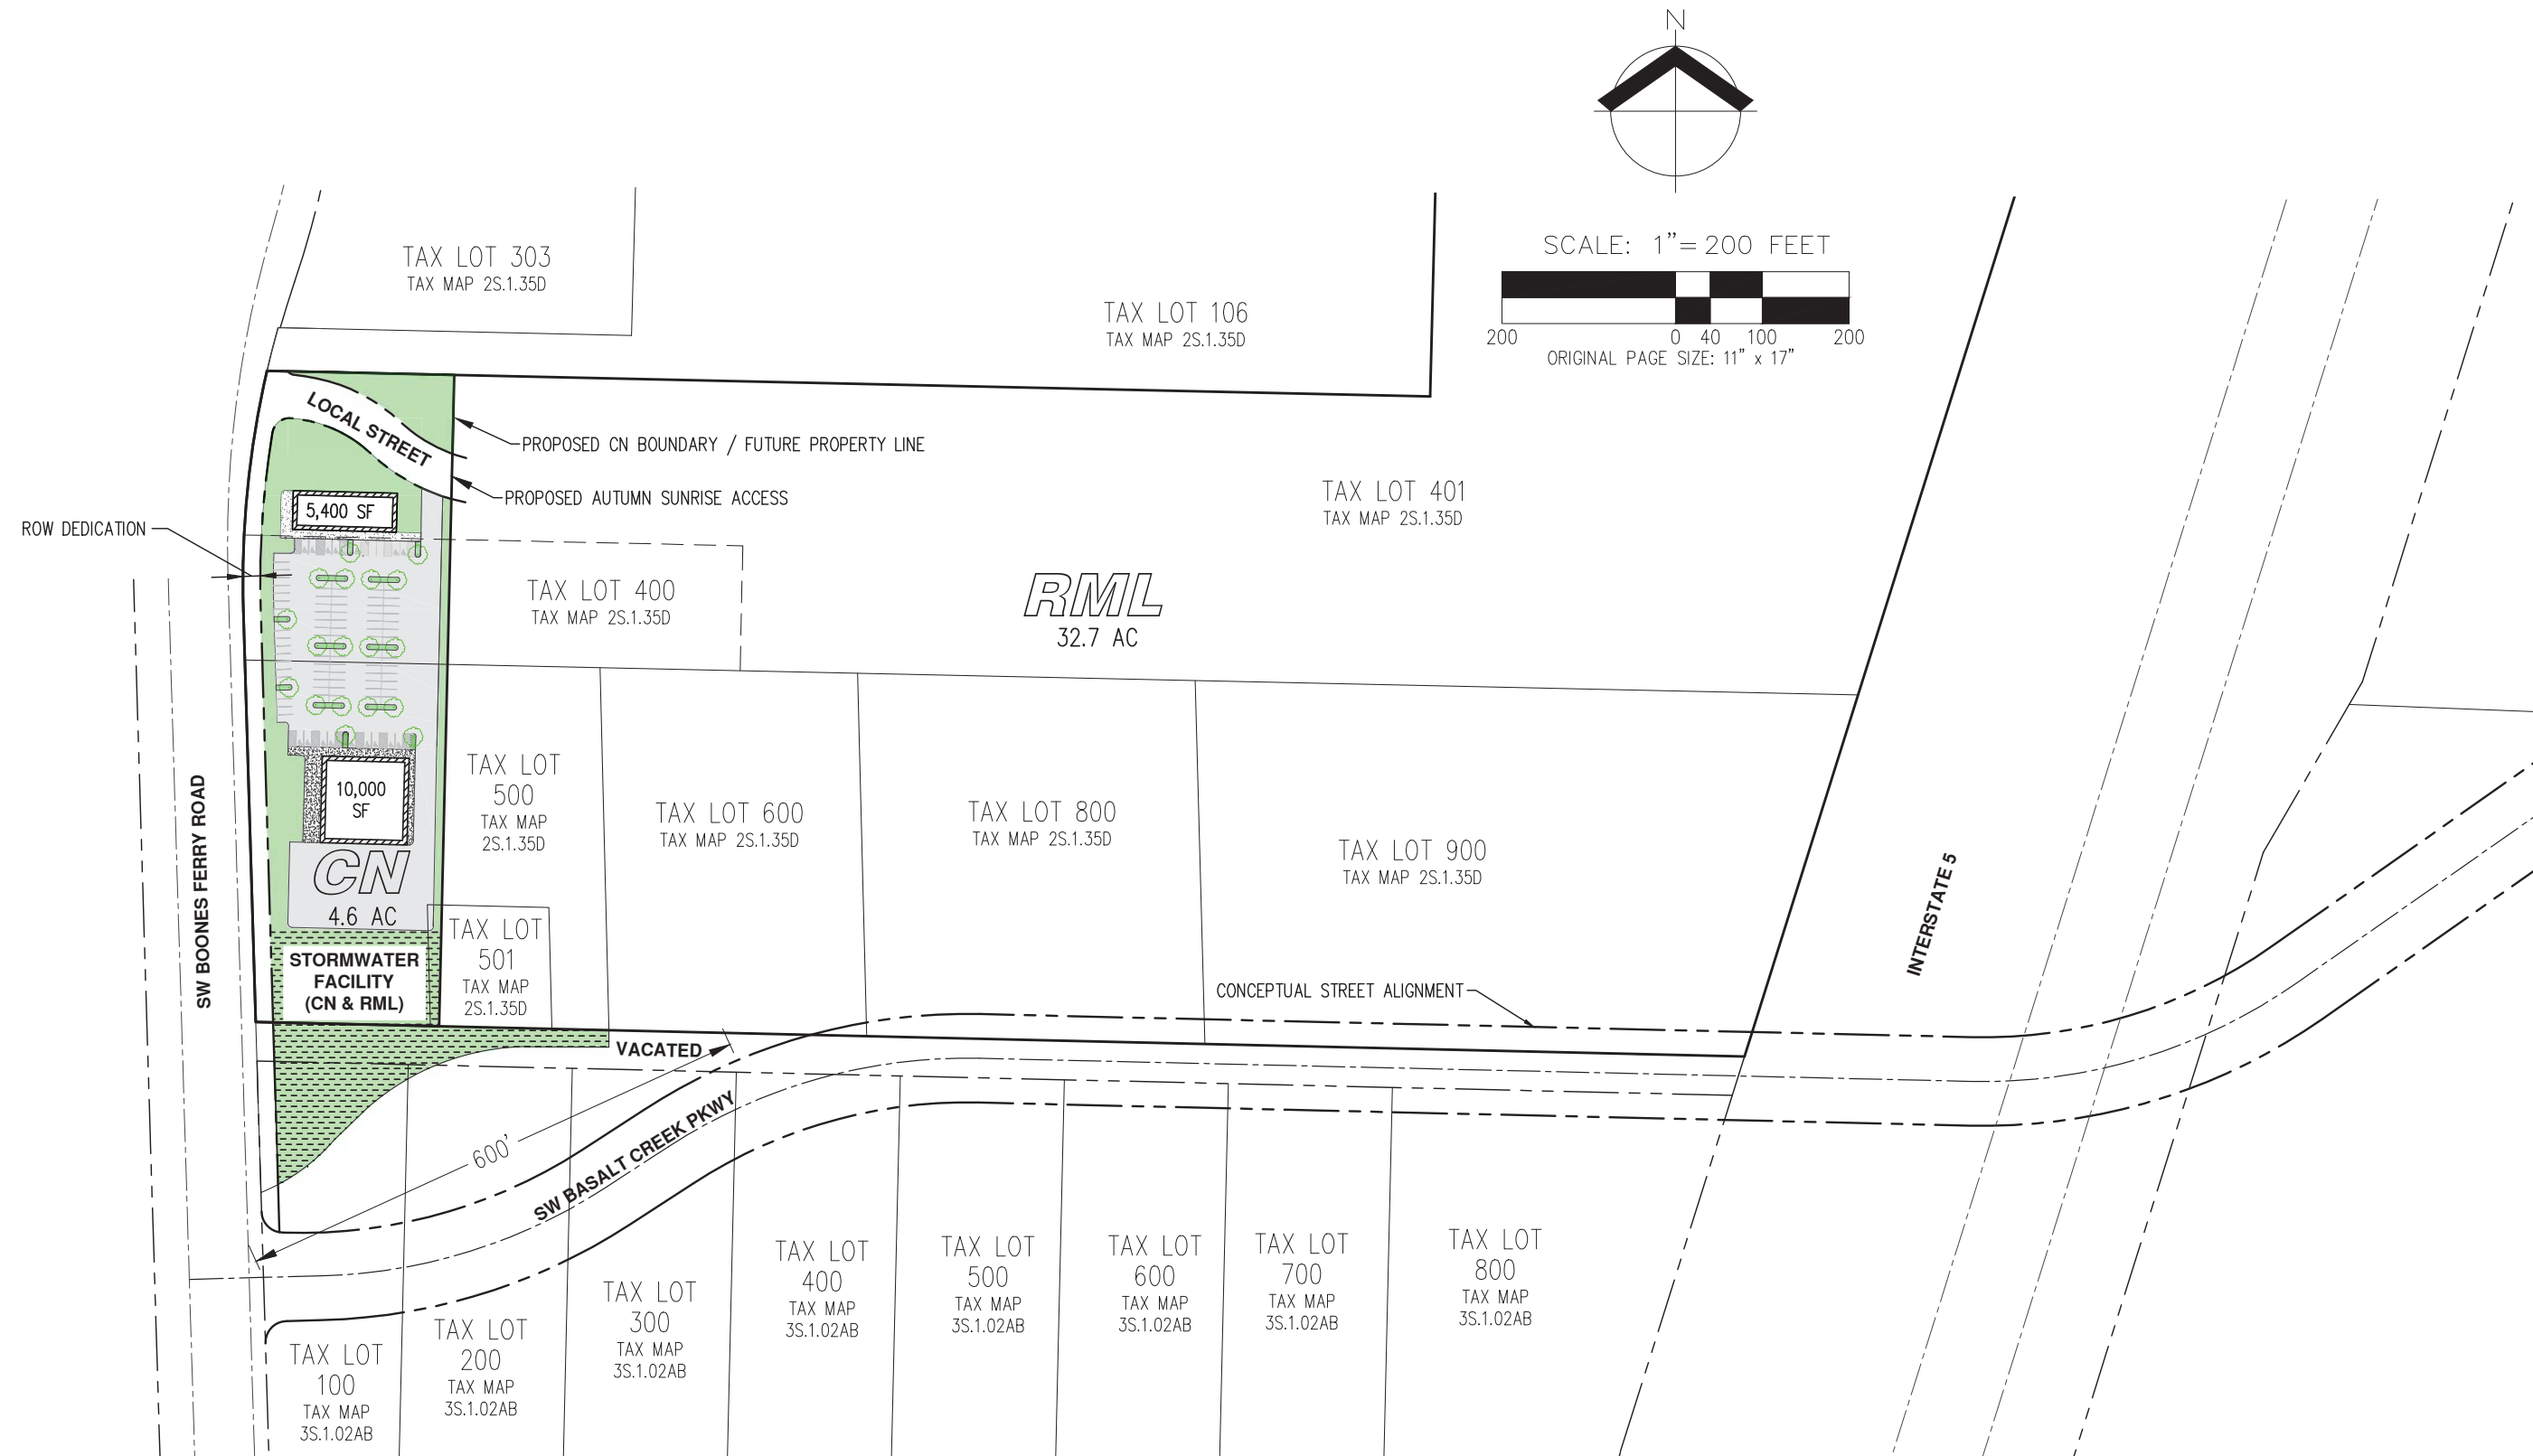 N
SCALE: 1"=200 FEET
200
0
40
100
200
ORIGINAL PAGE SIZE: 11" x 17"
TAX LOT 303
TAX MAP 2S.1.35D
TAX LOT 106
TAX MAP 2S.1.35D
LOCAL STREET
PROPOSED CN BOUNDARY / FUTURE PROPERTY LINE
PROPOSED AUTUMN SUNRISE ACCESS
TAX LOT 401
TAX MAP 2S.1.35D
5,400 SF
ROW DEDICATION
TAX LOT 400
TAX MAP 2S.1.35D
RML
32.7 AC
TAX LOT
500
TAX MAP
2S.1.35D
TAX LOT 600
TAX MAP 2S.1.35D
TAX LOT 800
TAX MAP 2S.1.35D
TAX LOT 900
TAX MAP 2S.1.35D
10,000
SF
CN
4.6 AC
SW BOONES FERRY ROAD
INTERSTATE 5
TAX LOT
501
TAX MAP
2S.1.35D
STORMWATER
FACILITY
(CN & RML)
CONCEPTUAL STREET ALIGNMENT
VACATED
600'
SW BASALT CREEK PKWY
TAX LOT
100
TAX MAP
3S.1.02AB
TAX LOT
200
TAX MAP
3S.1.02AB
TAX LOT
300
TAX MAP
3S.1.02AB
TAX LOT
400
TAX MAP
3S.1.02AB
TAX LOT
500
TAX MAP
3S.1.02AB
TAX LOT
600
TAX MAP
3S.1.02AB
TAX LOT
700
TAX MAP
3S.1.02AB
TAX LOT
800
TAX MAP
3S.1.02AB